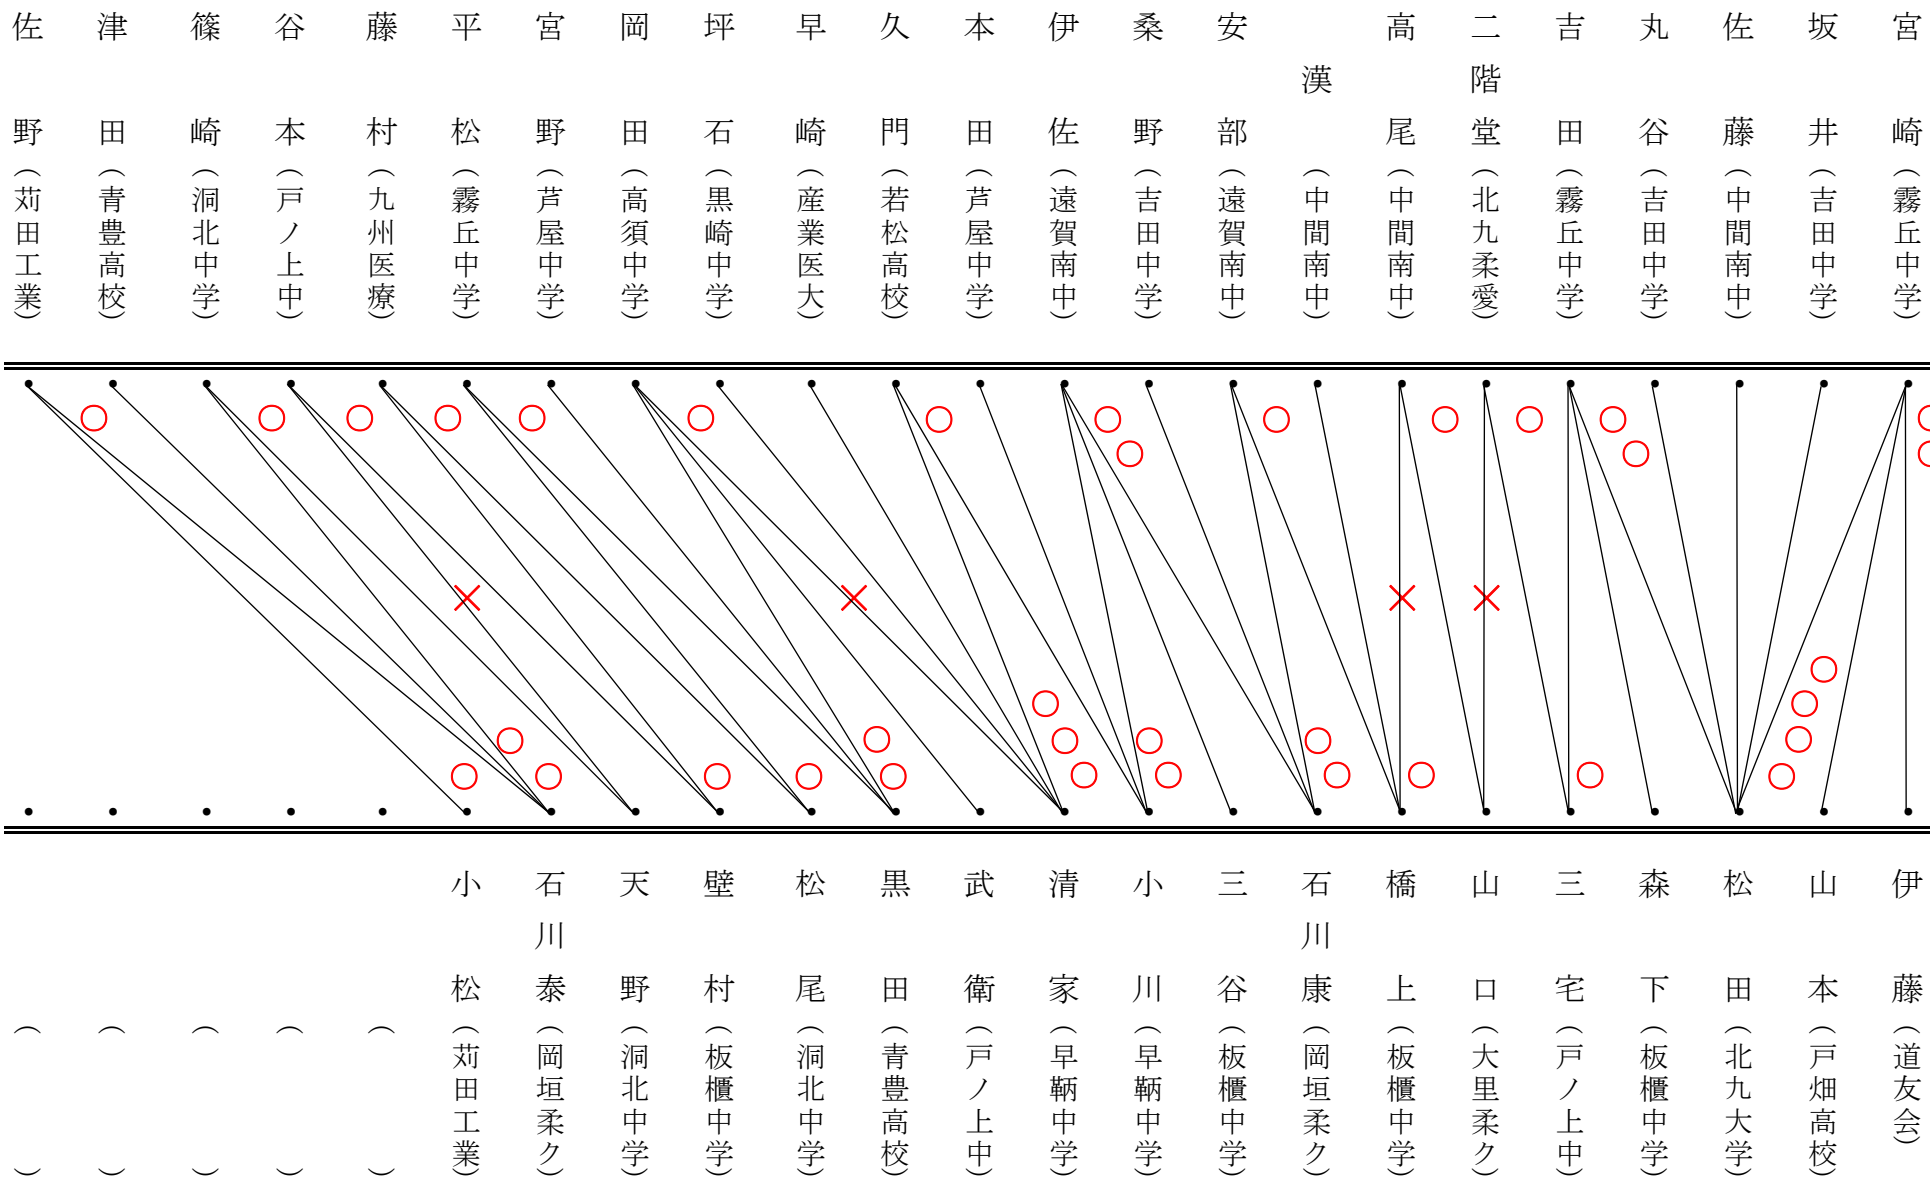 宮崎（霧丘中学）
坂井（吉田中学）
佐藤（中間南中）
丸谷（吉田中学）
吉田（霧丘中学）
二階堂（北九柔愛）
高尾（中間南中）
漢（中間南中）
安部（遠賀南中）
桑野（吉田中学）
伊佐（遠賀南中）
本田（芦屋中学）
久門（若松高校）
早崎（産業医大）
坪石（黒崎中学）
岡田（高須中学）
宮野（芦屋中学）
平松（霧丘中学）
藤村（九州医療）
谷本（戸ノ上中）
篠崎（洞北中学）
津田（青豊高校）
佐野（苅田工業）
伊藤（道友会）
山本（戸畑高校）
松田（北九大学）
森下（板櫃中学）
三宅（戸ノ上中）
山口（大里柔ク）
橋上（板櫃中学）
石川康（岡垣柔ク）
三谷（板櫃中学）
小川（早鞆中学）
清家（早鞆中学）
武衛（戸ノ上中）
黒田（青豊高校）
松尾（洞北中学）
壁村（板櫃中学）
天野（洞北中学）
石川泰（岡垣柔ク）
小松（苅田工業）
（　）
（　）
（　）
（　）
（　）